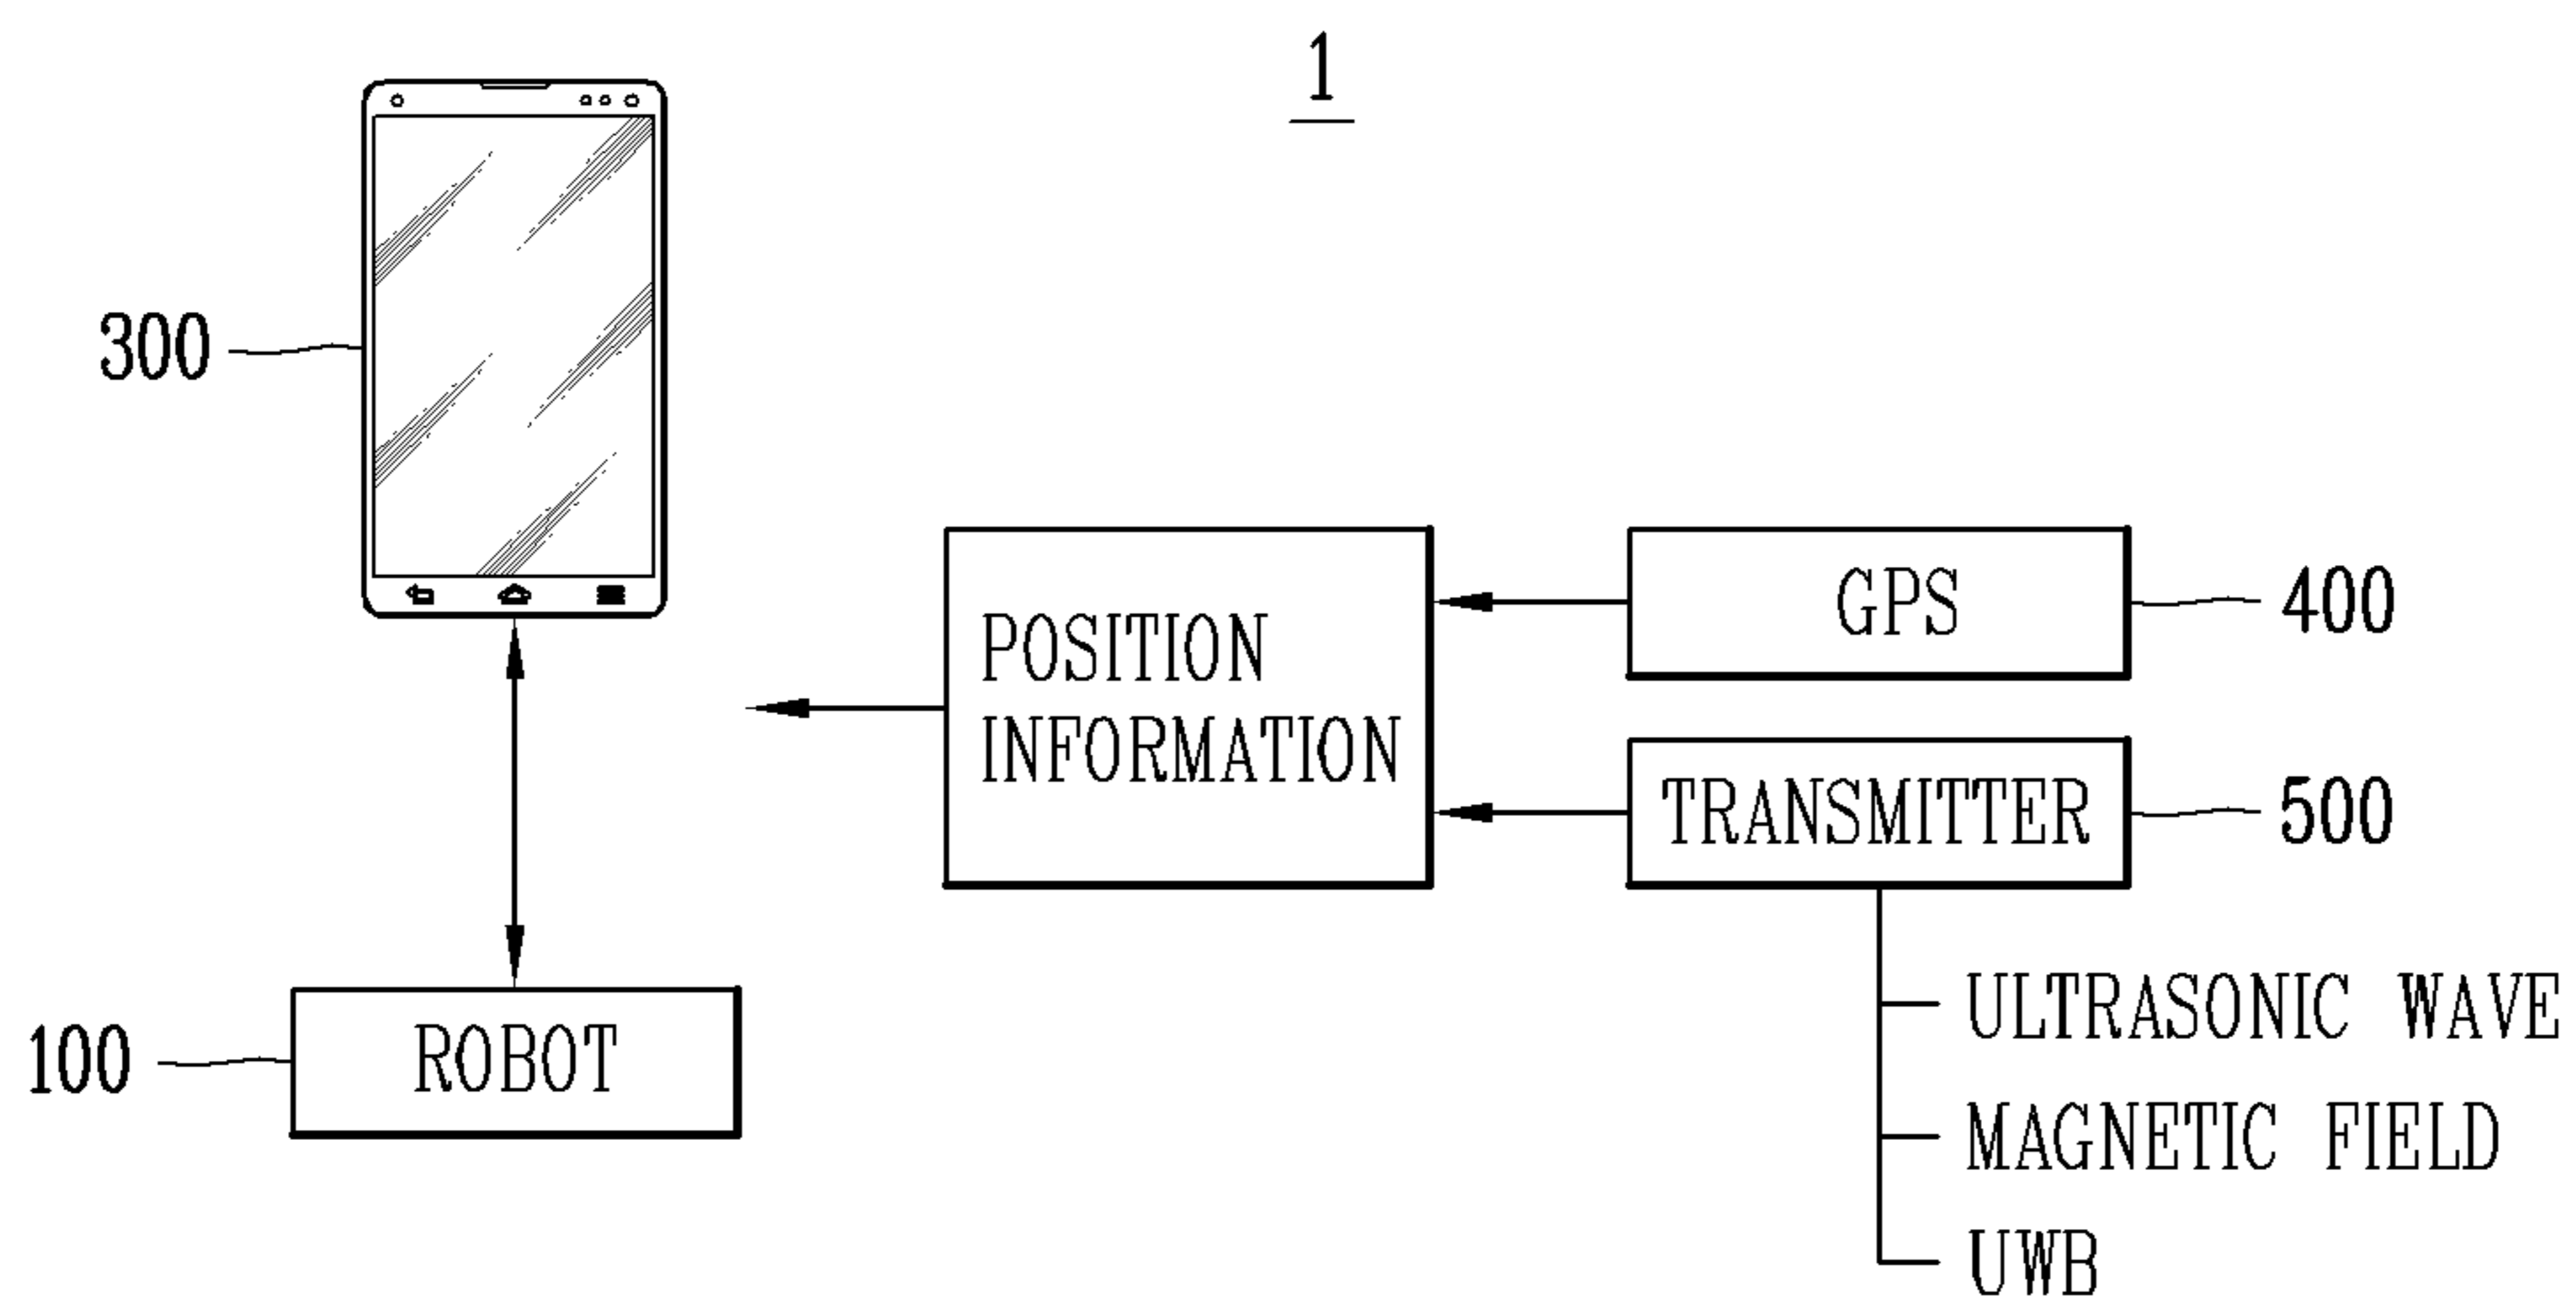 1
300
GPS
400
POSITION
INFORMATION
TRANSMITTER
500
ULTRASONIC WAVE
100
ROBOT
MAGNETIC FIELD
UWB